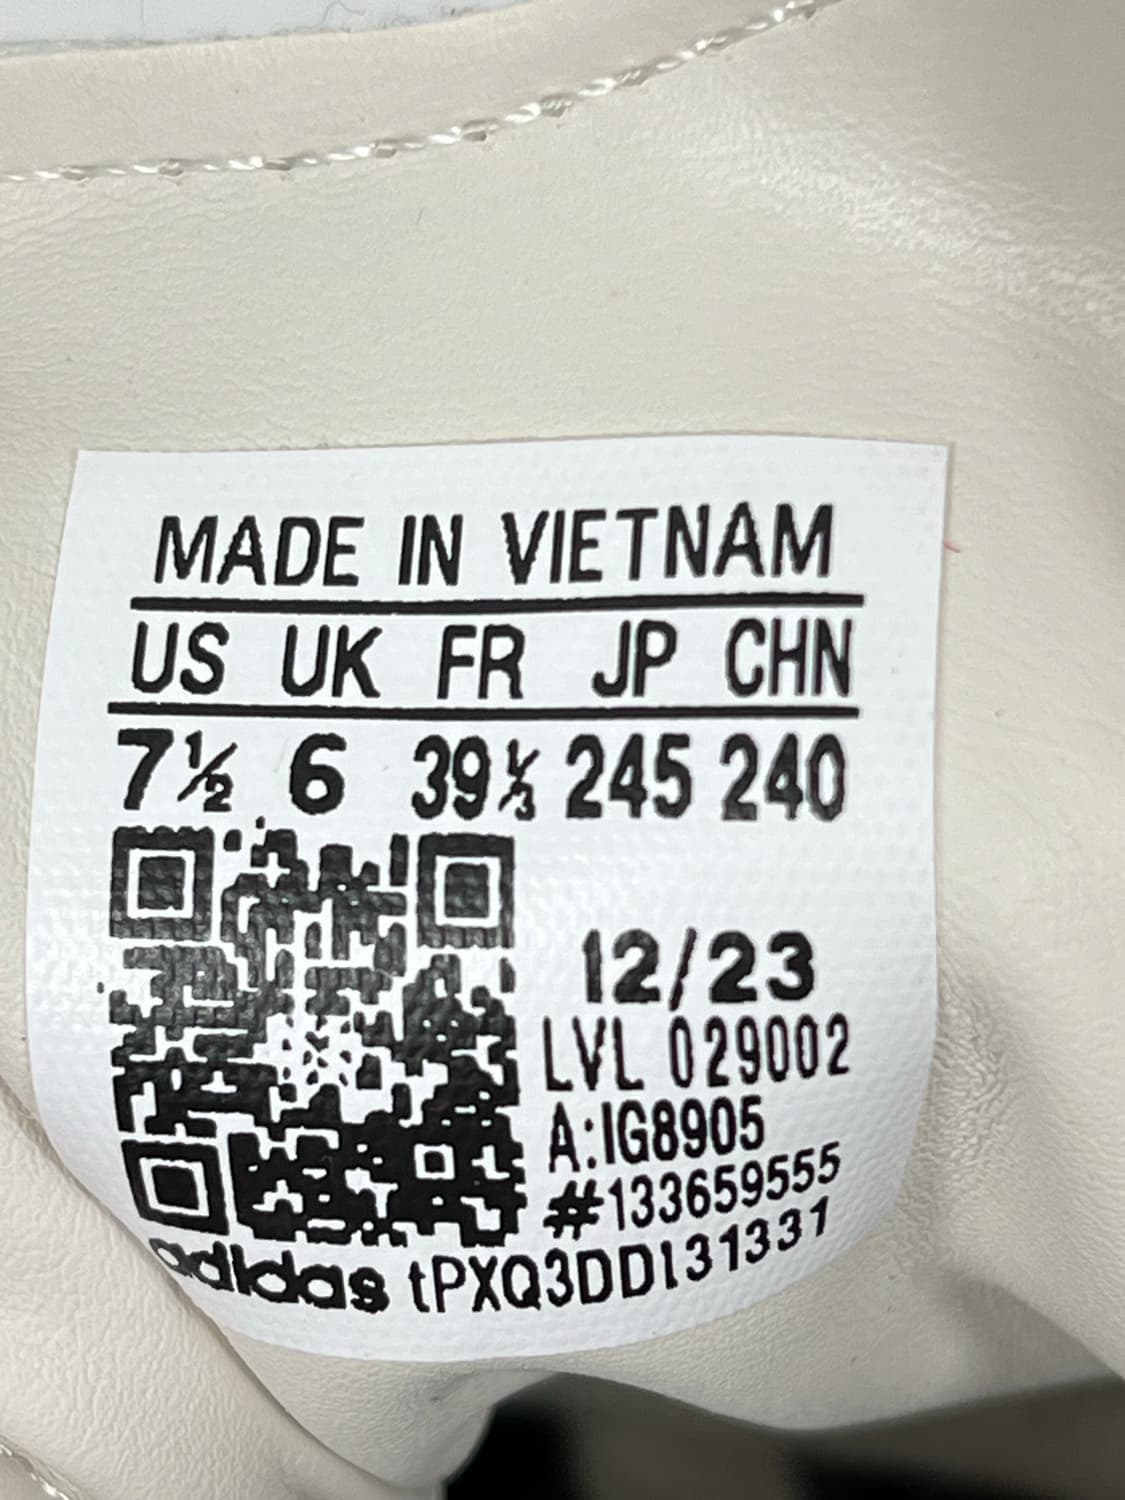 MADE IN VIETNAM
US UK FR JP CHN
7½ 6 39⅓ 245 240
12/23
LVL 029002
A:IG8905
#133659555
adidas tPXQ3DD131331